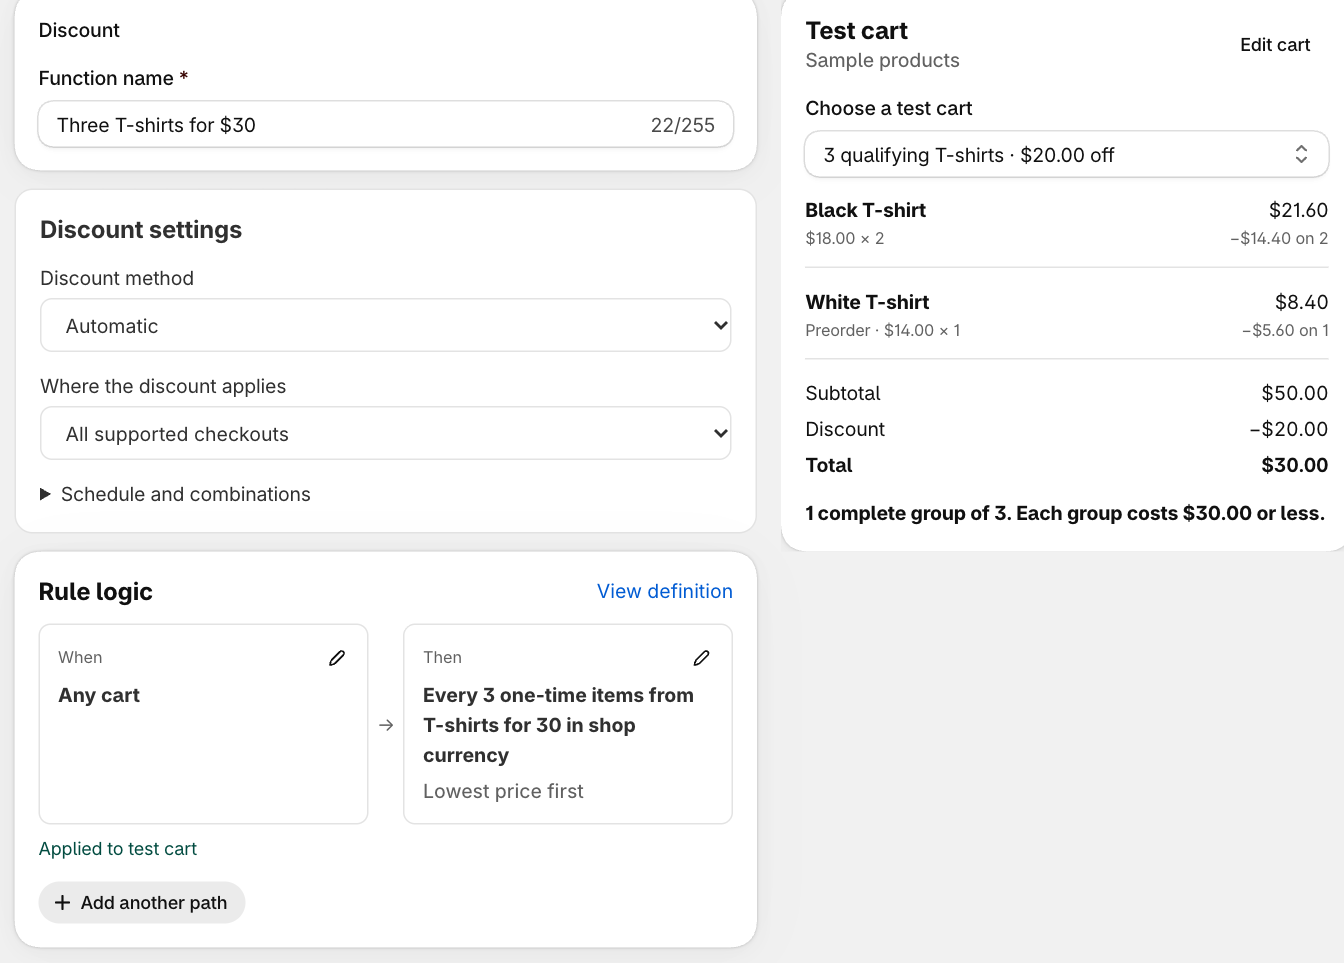 Discount
Function name *
Three T-shirts for $30 22/255
Discount settings
Discount method
Automatic
Where the discount applies
All supported checkouts
Schedule and combinations
Rule logic View definition
When
Any cart
→
Then
Every 3 one-time items from
T-shirts for 30 in shop
currency
Lowest price first
Applied to test cart
+ Add another path
Test cart
Sample products
Edit cart
Choose a test cart
3 qualifying T-shirts · $20.00 off
Black T-shirt $21.60
$18.00 × 2 −$14.40 on 2
White T-shirt $8.40
Preorder · $14.00 × 1 −$5.60 on 1
Subtotal $50.00
Discount −$20.00
Total $30.00
1 complete group of 3. Each group costs $30.00 or less.